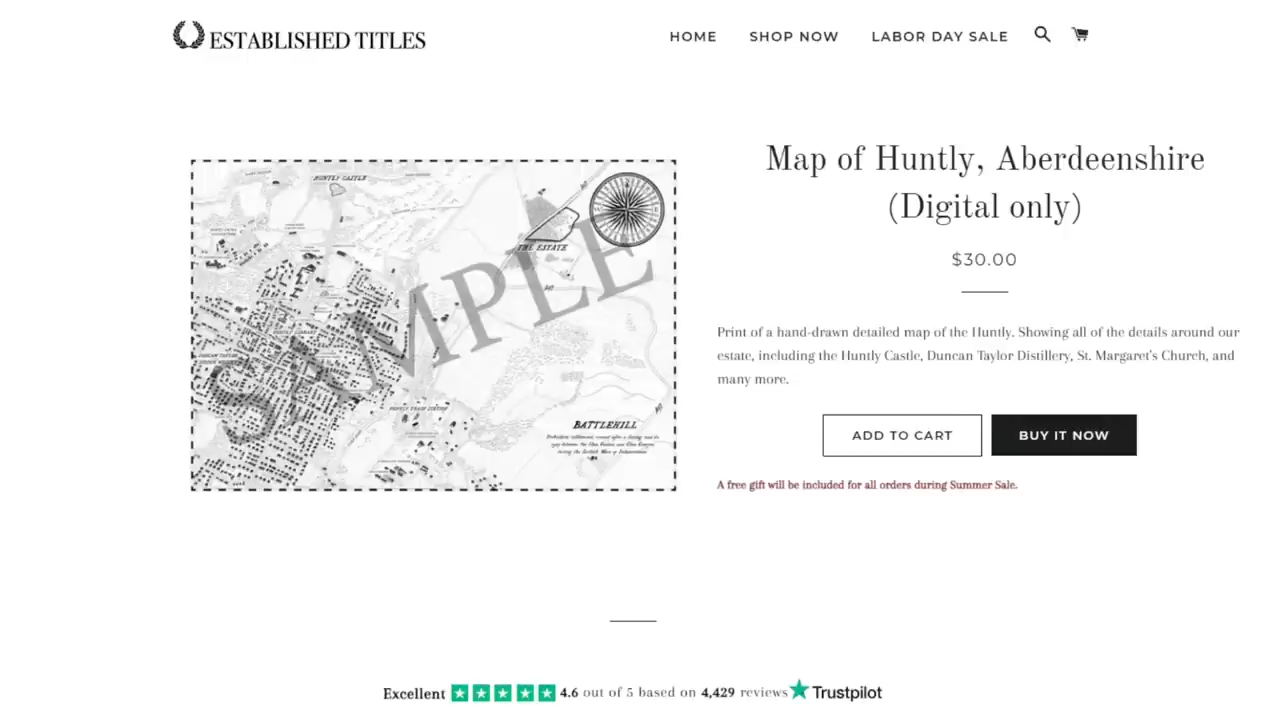 ESTABLISHED TITLES
HOME
SHOP NOW
LABOR DAY SALE
Map of Huntly, Aberdeenshire
(Digital only)
$30.00
Print of a hand-drawn detailed map of the Huntly. Showing all of the details around our
estate, including the Huntly Castle, Duncan Taylor Distillery, St. Margaret's Church, and
many more.
ADD TO CART
BUY IT NOW
A free gift will be included for all orders during Summer Sale.
HUNTLY CASTLE
THE ESTATE
SAMPLE
HUNTLY TRAIN STATION
BATTLEHILL
Excellent 4.6 out of 5 based on 4,429 reviews Trustpilot